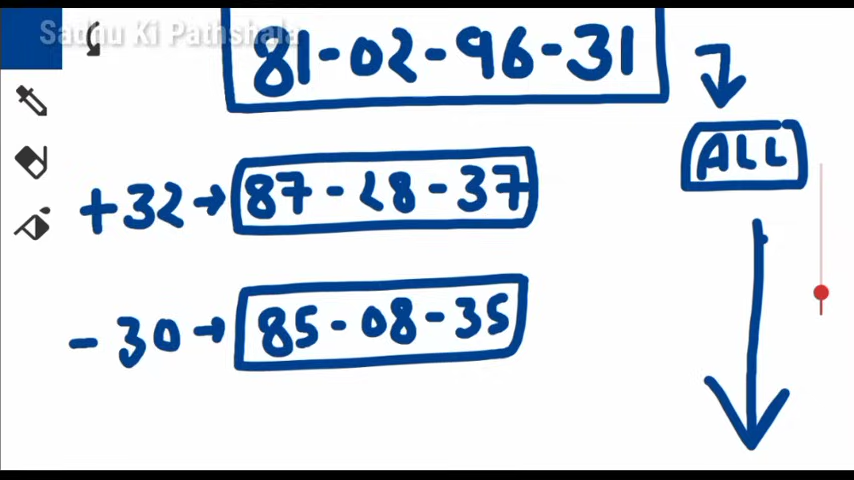 Sadhu Ki Pathshala
81-02-96-31
ALL
+32→ 87-28-37
-30→ 85-08-35